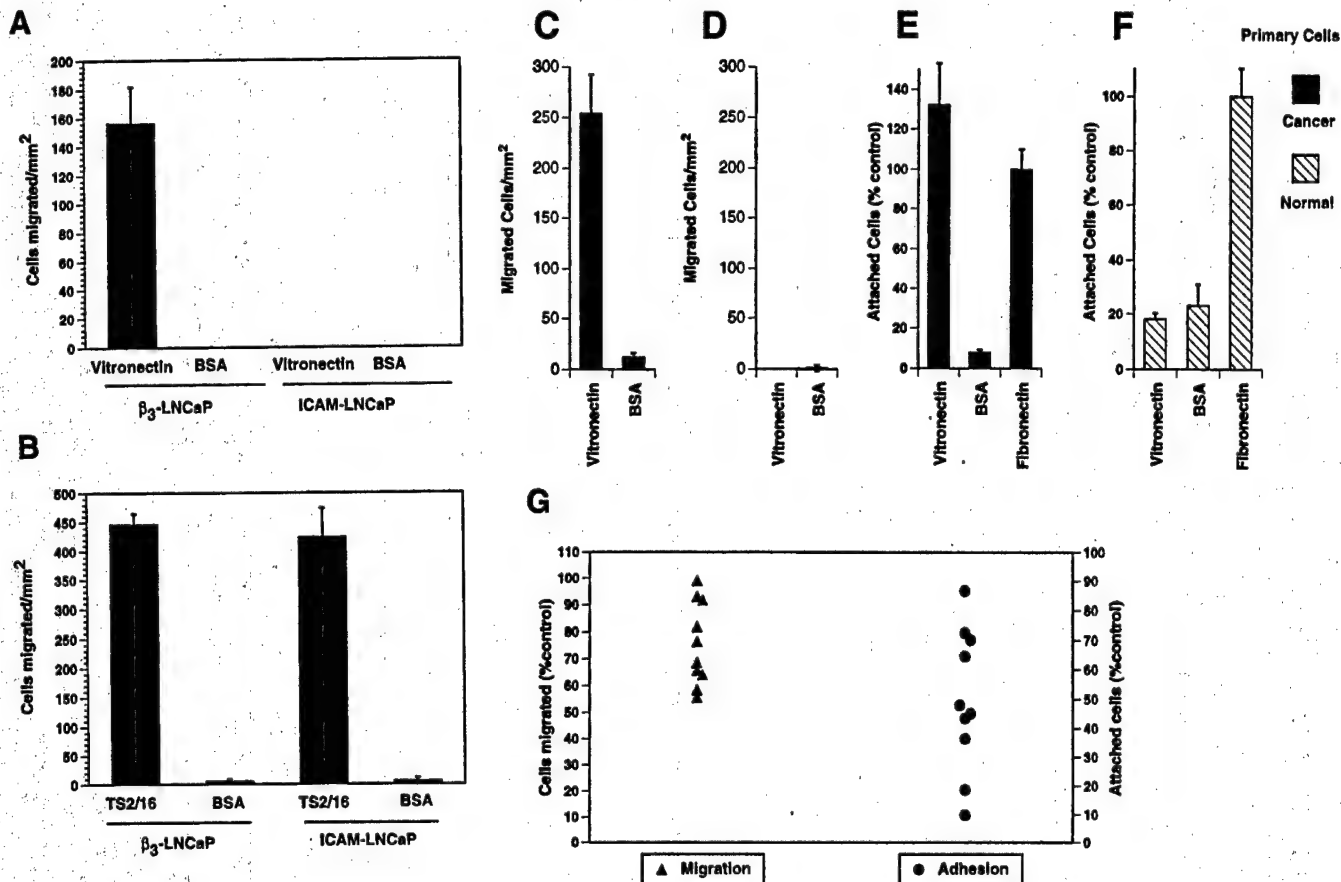 A
Cells migrated/mm2
200
180
160
140
120
100
80
60
40
20
0
Vitronectin BSA Vitronectin BSA
β3-LNCaP ICAM-LNCaP
B
Cells migrated/mm2
500
450
400
350
300
250
200
150
100
50
0
TS2/16 BSA TS2/16 BSA
β3-LNCaP ICAM-LNCaP
C
Migrated Cells/mm2
300
250
200
150
100
50
0
Vitronectin
BSA
D
Migrated Cells/mm2
300
250
200
150
100
50
0
Vitronectin
BSA
E
Attached Cells (% control)
140
120
100
80
60
40
20
0
Vitronectin
BSA
Fibronectin
F
Attached Cells (% control)
100
80
60
40
20
0
Vitronectin
BSA
Fibronectin
Primary Cells
Cancer
Normal
G
Cells migrated (%control)
110
100
90
80
70
60
50
40
30
20
10
0
100
90
80
70
60
50
40
30
20
10
0
Attached cells (%control)
▲ Migration
● Adhesion